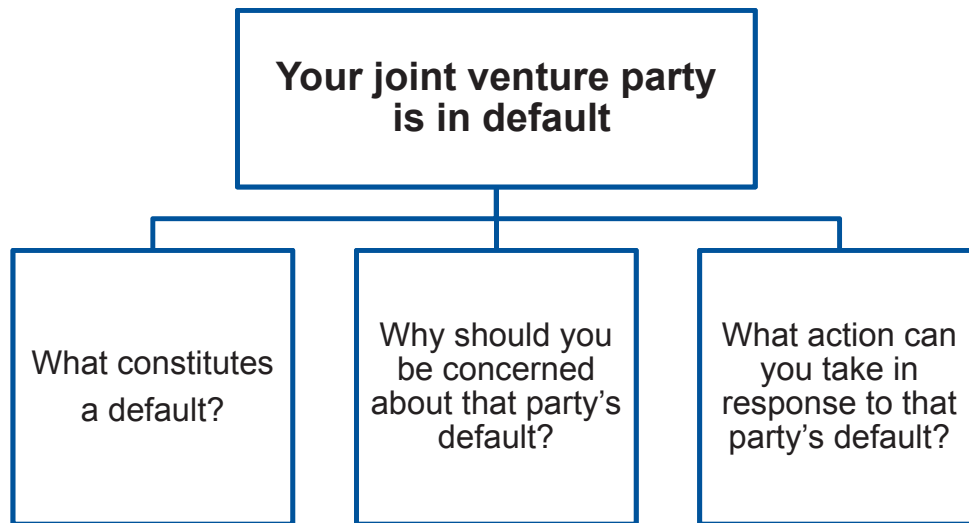 Your joint venture party
is in default
What constitutes
a default?
Why should you
be concerned
about that party’s
default?
What action can
you take in
response to that
party’s default?